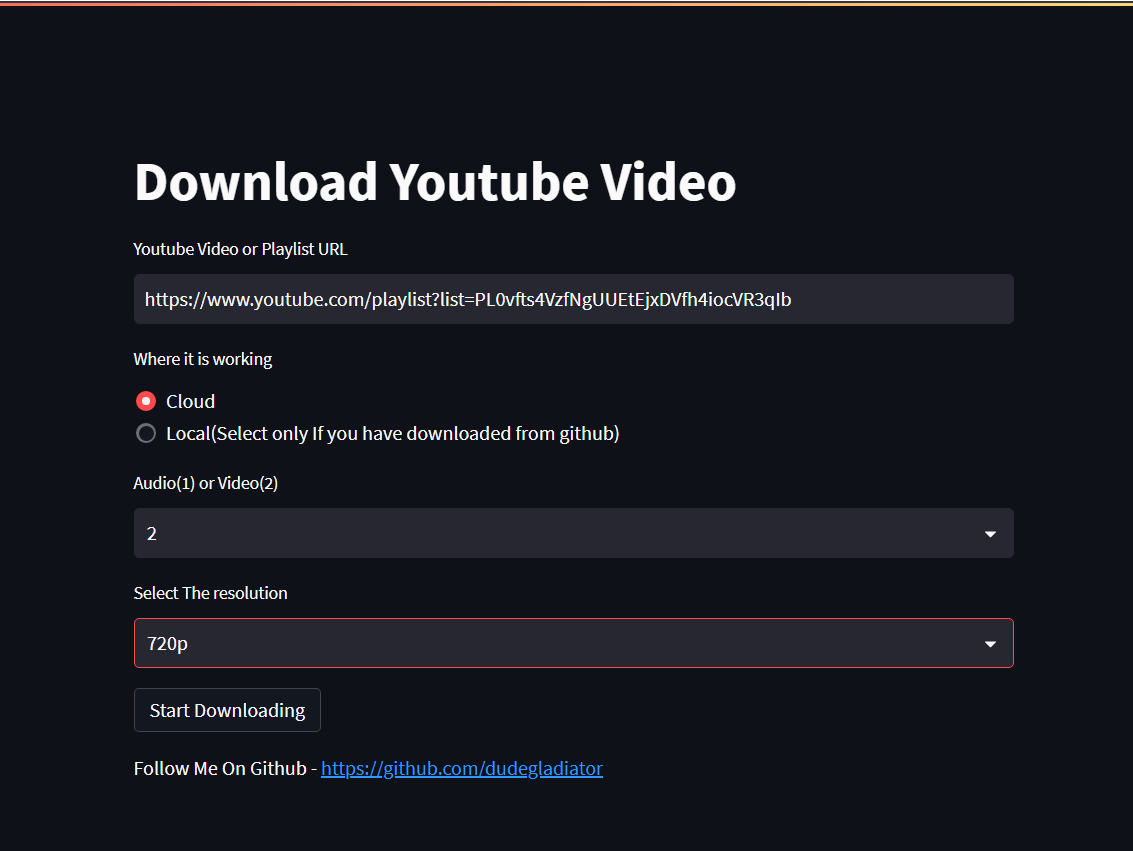 Download Youtube Video
Youtube Video or Playlist URL
https://www.youtube.com/playlist?list=PL0vfts4VzfNgUUEtEjxDVfh4iocVR3qIb
Where it is working
Cloud
Local(Select only If you have downloaded from github)
Audio(1) or Video(2)
2
Select The resolution
720p
Start Downloading
Follow Me On Github - https://github.com/dudegladiator